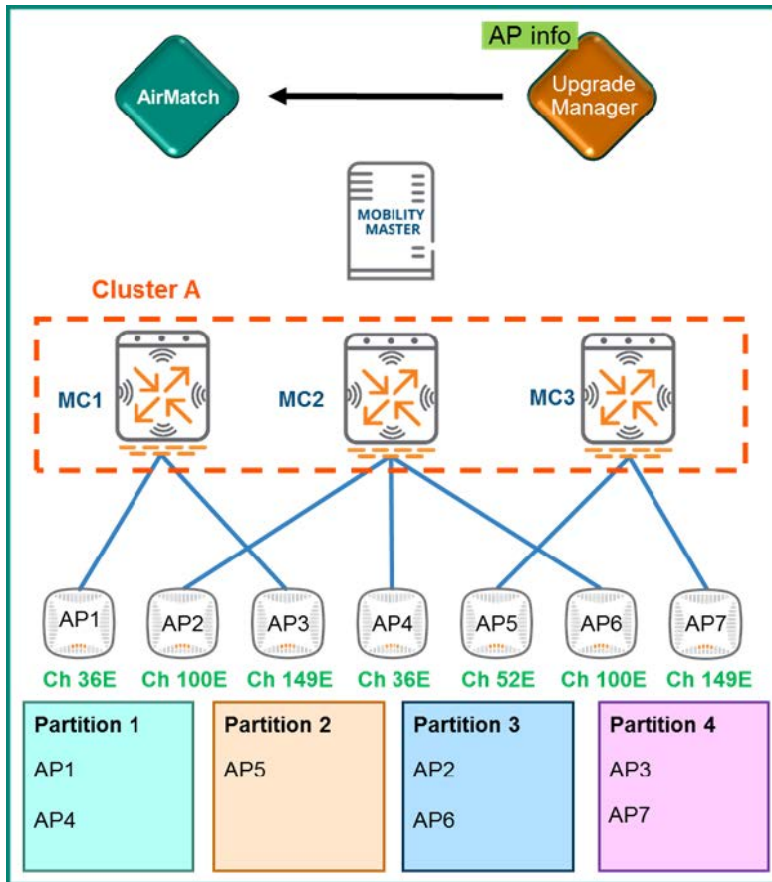 AP info
AirMatch
Upgrade
Manager
MOBILITY
MASTER
Cluster A
MC1
MC2
MC3
AP1
AP2
AP3
AP4
AP5
AP6
AP7
Ch 36E
Ch 100E
Ch 149E
Ch 36E
Ch 52E
Ch 100E
Ch 149E
Partition 1
AP1
AP4
Partition 2
AP5
Partition 3
AP2
AP6
Partition 4
AP3
AP7